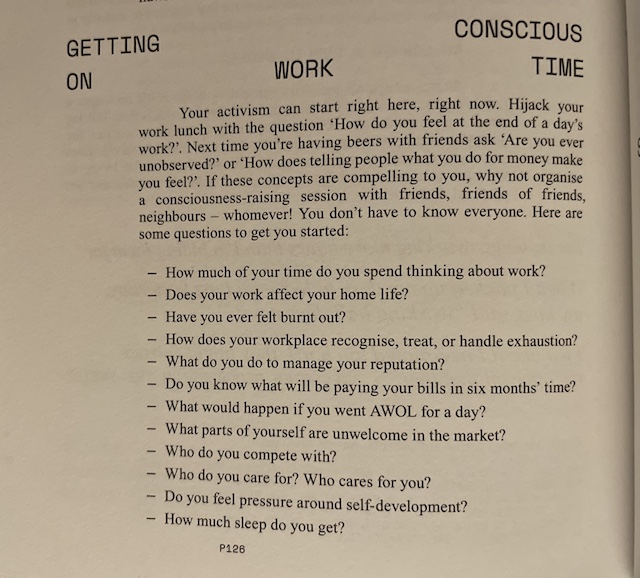 GETTING CONSCIOUS
ON WORK TIME
Your activism can start right here, right now. Hijack your
work lunch with the question ‘How do you feel at the end of a day’s
work?’. Next time you’re having beers with friends ask ‘Are you ever
unobserved?’ or ‘How does telling people what you do for money make
you feel?’. If these concepts are compelling to you, why not organise
a consciousness-raising session with friends, friends of friends,
neighbours – whomever! You don’t have to know everyone. Here are
some questions to get you started:
– How much of your time do you spend thinking about work?
– Does your work affect your home life?
– Have you ever felt burnt out?
– How does your workplace recognise, treat, or handle exhaustion?
– What do you do to manage your reputation?
– Do you know what will be paying your bills in six months’ time?
– What would happen if you went AWOL for a day?
– What parts of yourself are unwelcome in the market?
– Who do you compete with?
– Who do you care for? Who cares for you?
– Do you feel pressure around self-development?
– How much sleep do you get?
P126